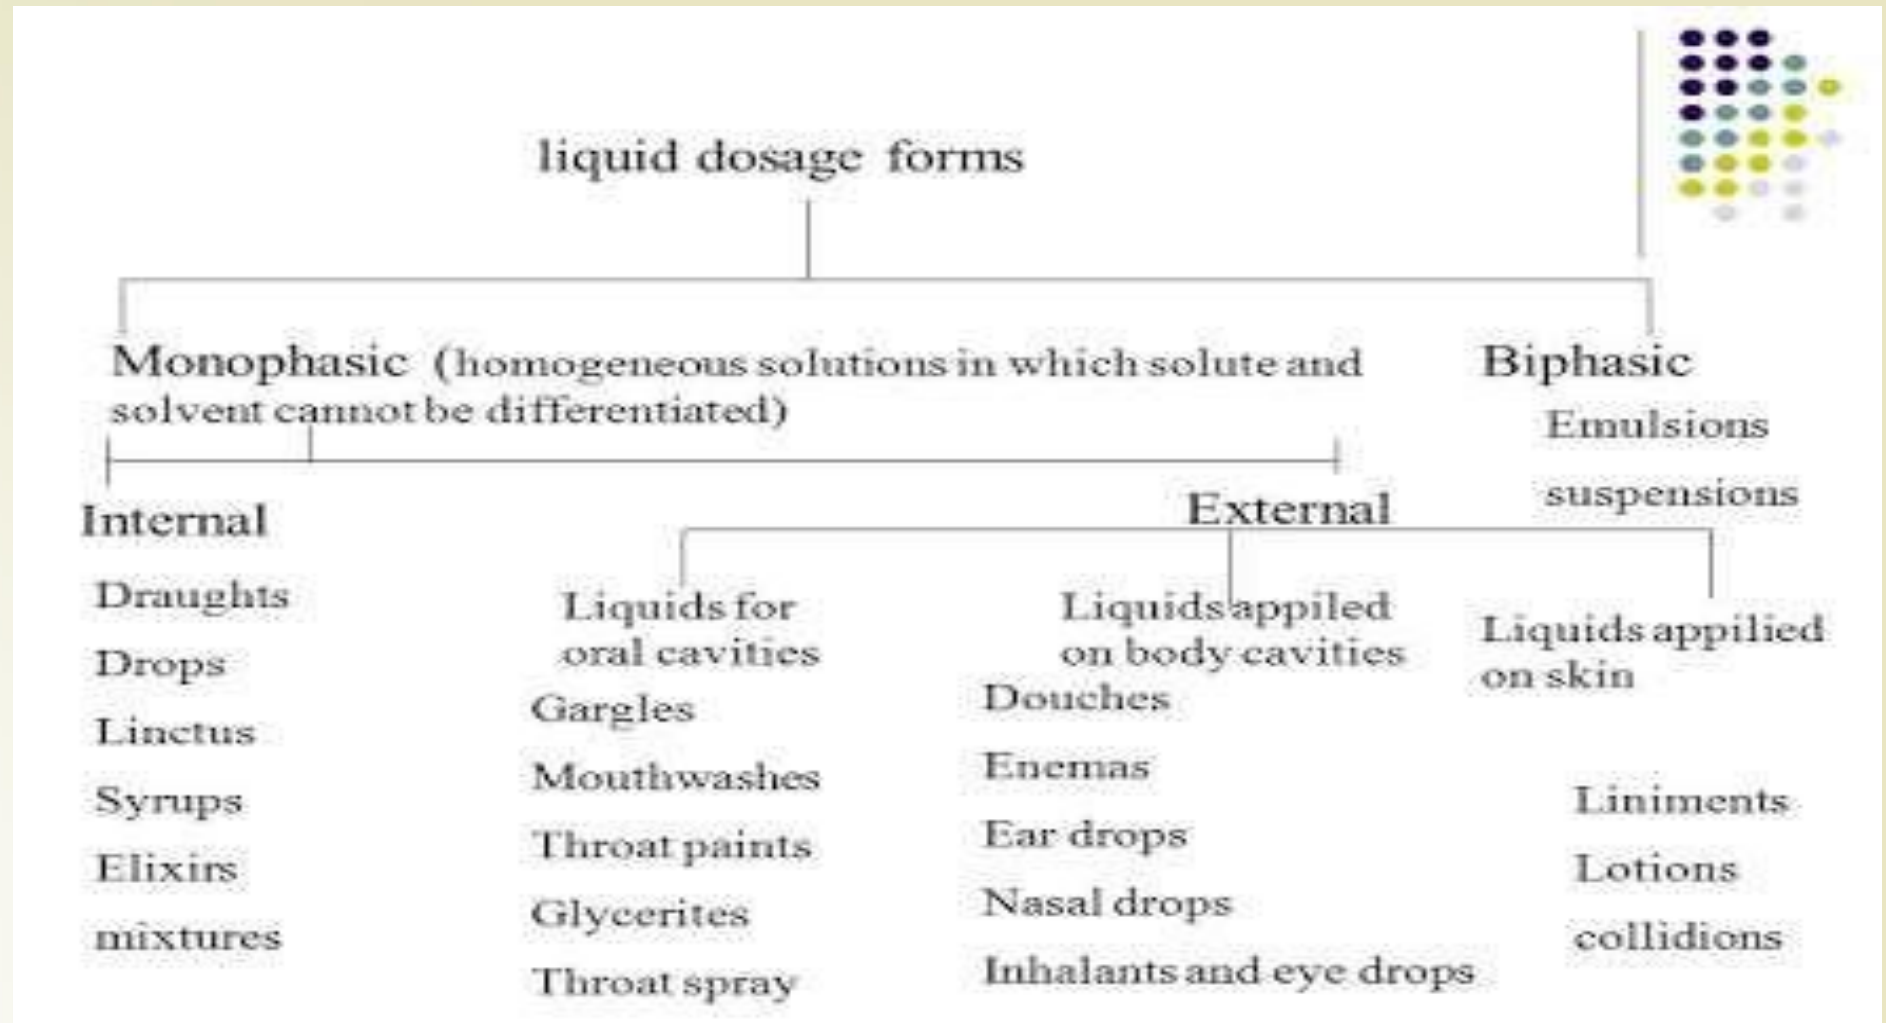 liquid dosage forms
Monophasic (homogeneous solutions in which solute and
solvent cannot be differentiated)
Biphasic
Emulsions
suspensions
Internal
Draughts
Drops
Linctus
Syrups
Elixirs
mixtures
External
Liquids for
oral cavities
Gargles
Mouthwashes
Throat paints
Glycerites
Throat spray
Liquids appiled
on body cavities
Douches
Enemas
Ear drops
Nasal drops
Inhalants and eye drops
Liquids appilied
on skin
Liniments
Lotions
collidions